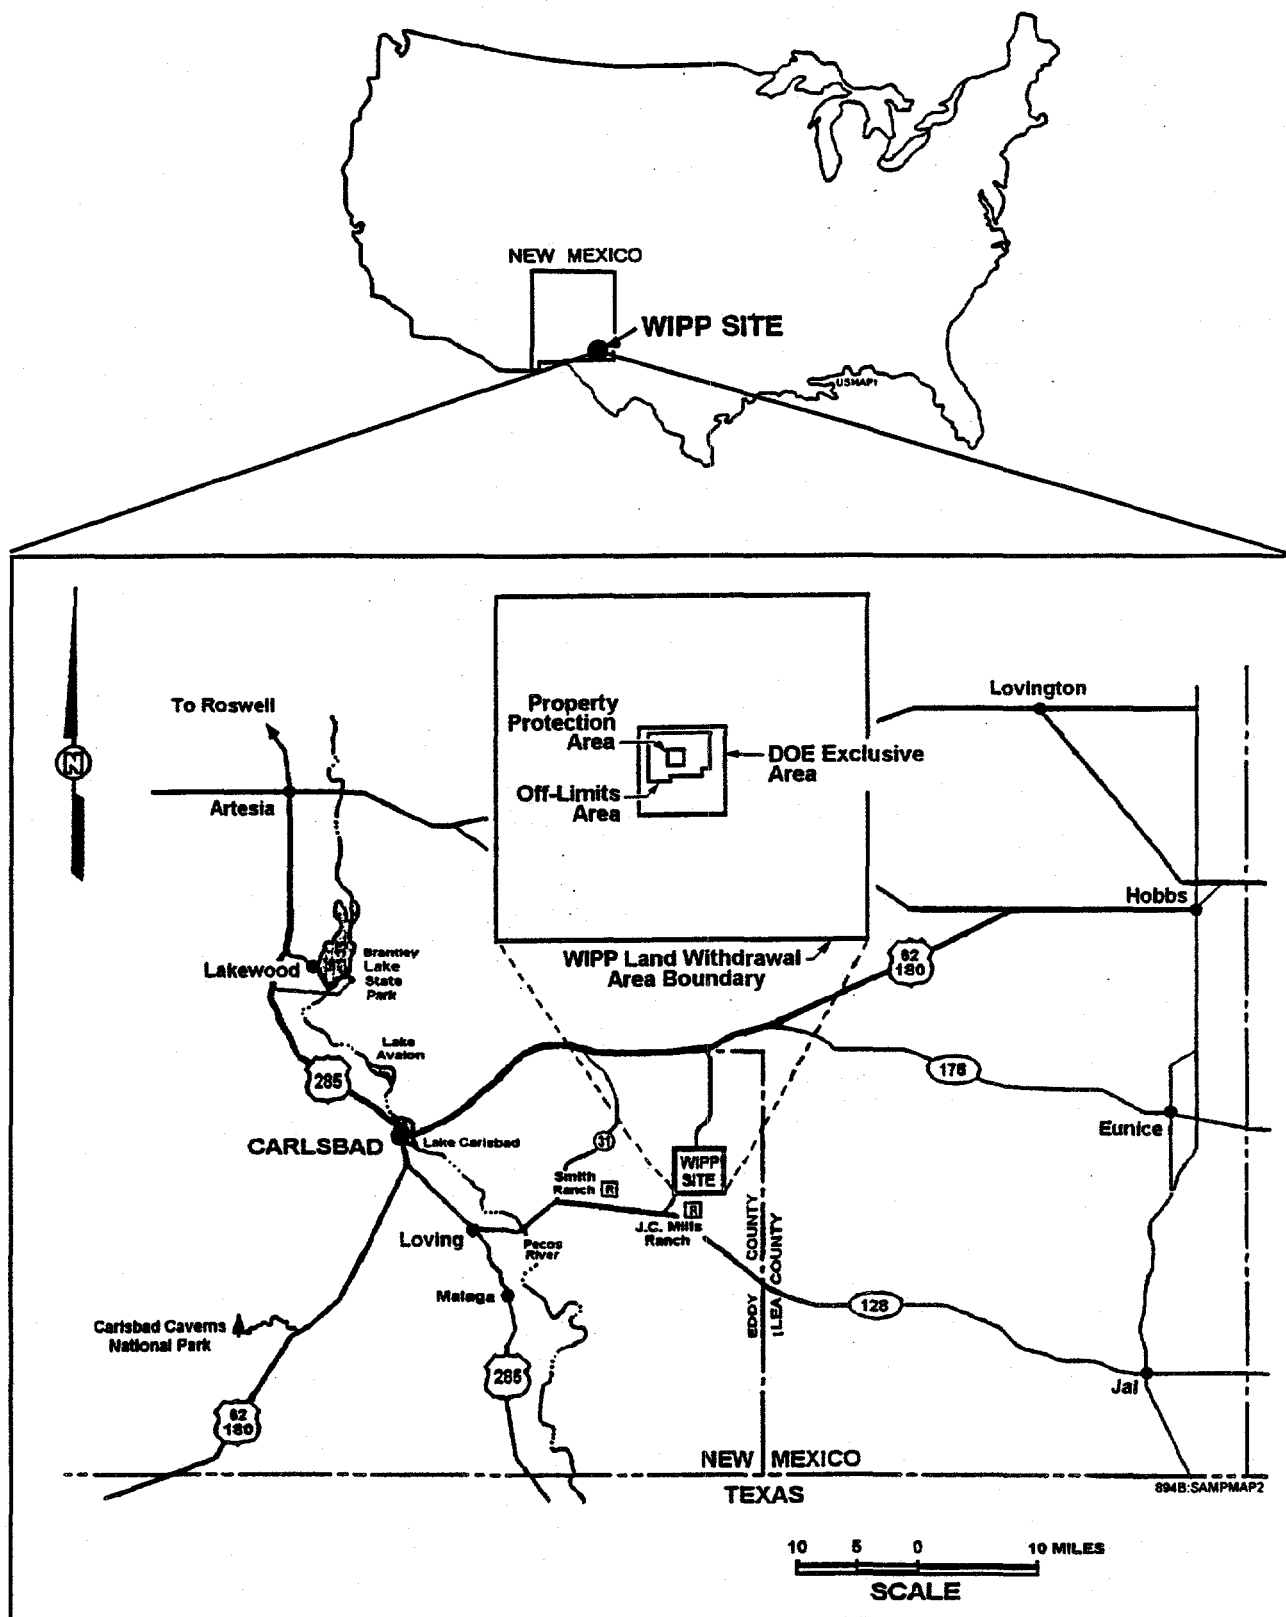 NEW MEXICO
WIPP SITE
USMAP1
To Roswell
Lovington
Property
Protection
Area
DOE Exclusive
Area
Off-Limits
Area
Artesia
Hobbs
N
WIPP Land Withdrawal
Area Boundary
62
180
Lakewood
Brantley
Lake
State
Park
Lake
Avalon
285
176
CARLSBAD
Lake Carlsbad
31
Eunice
WIPP
SITE
Smith
Ranch
R
R
J.C. Mills
Ranch
Loving
Pecos
River
EDDY COUNTY
LEA COUNTY
Malaga
128
Carlsbad Caverns
National Park
285
Jal
62
180
NEW MEXICO
TEXAS
894B:SAMPMAP2
10 5 0 10 MILES
SCALE